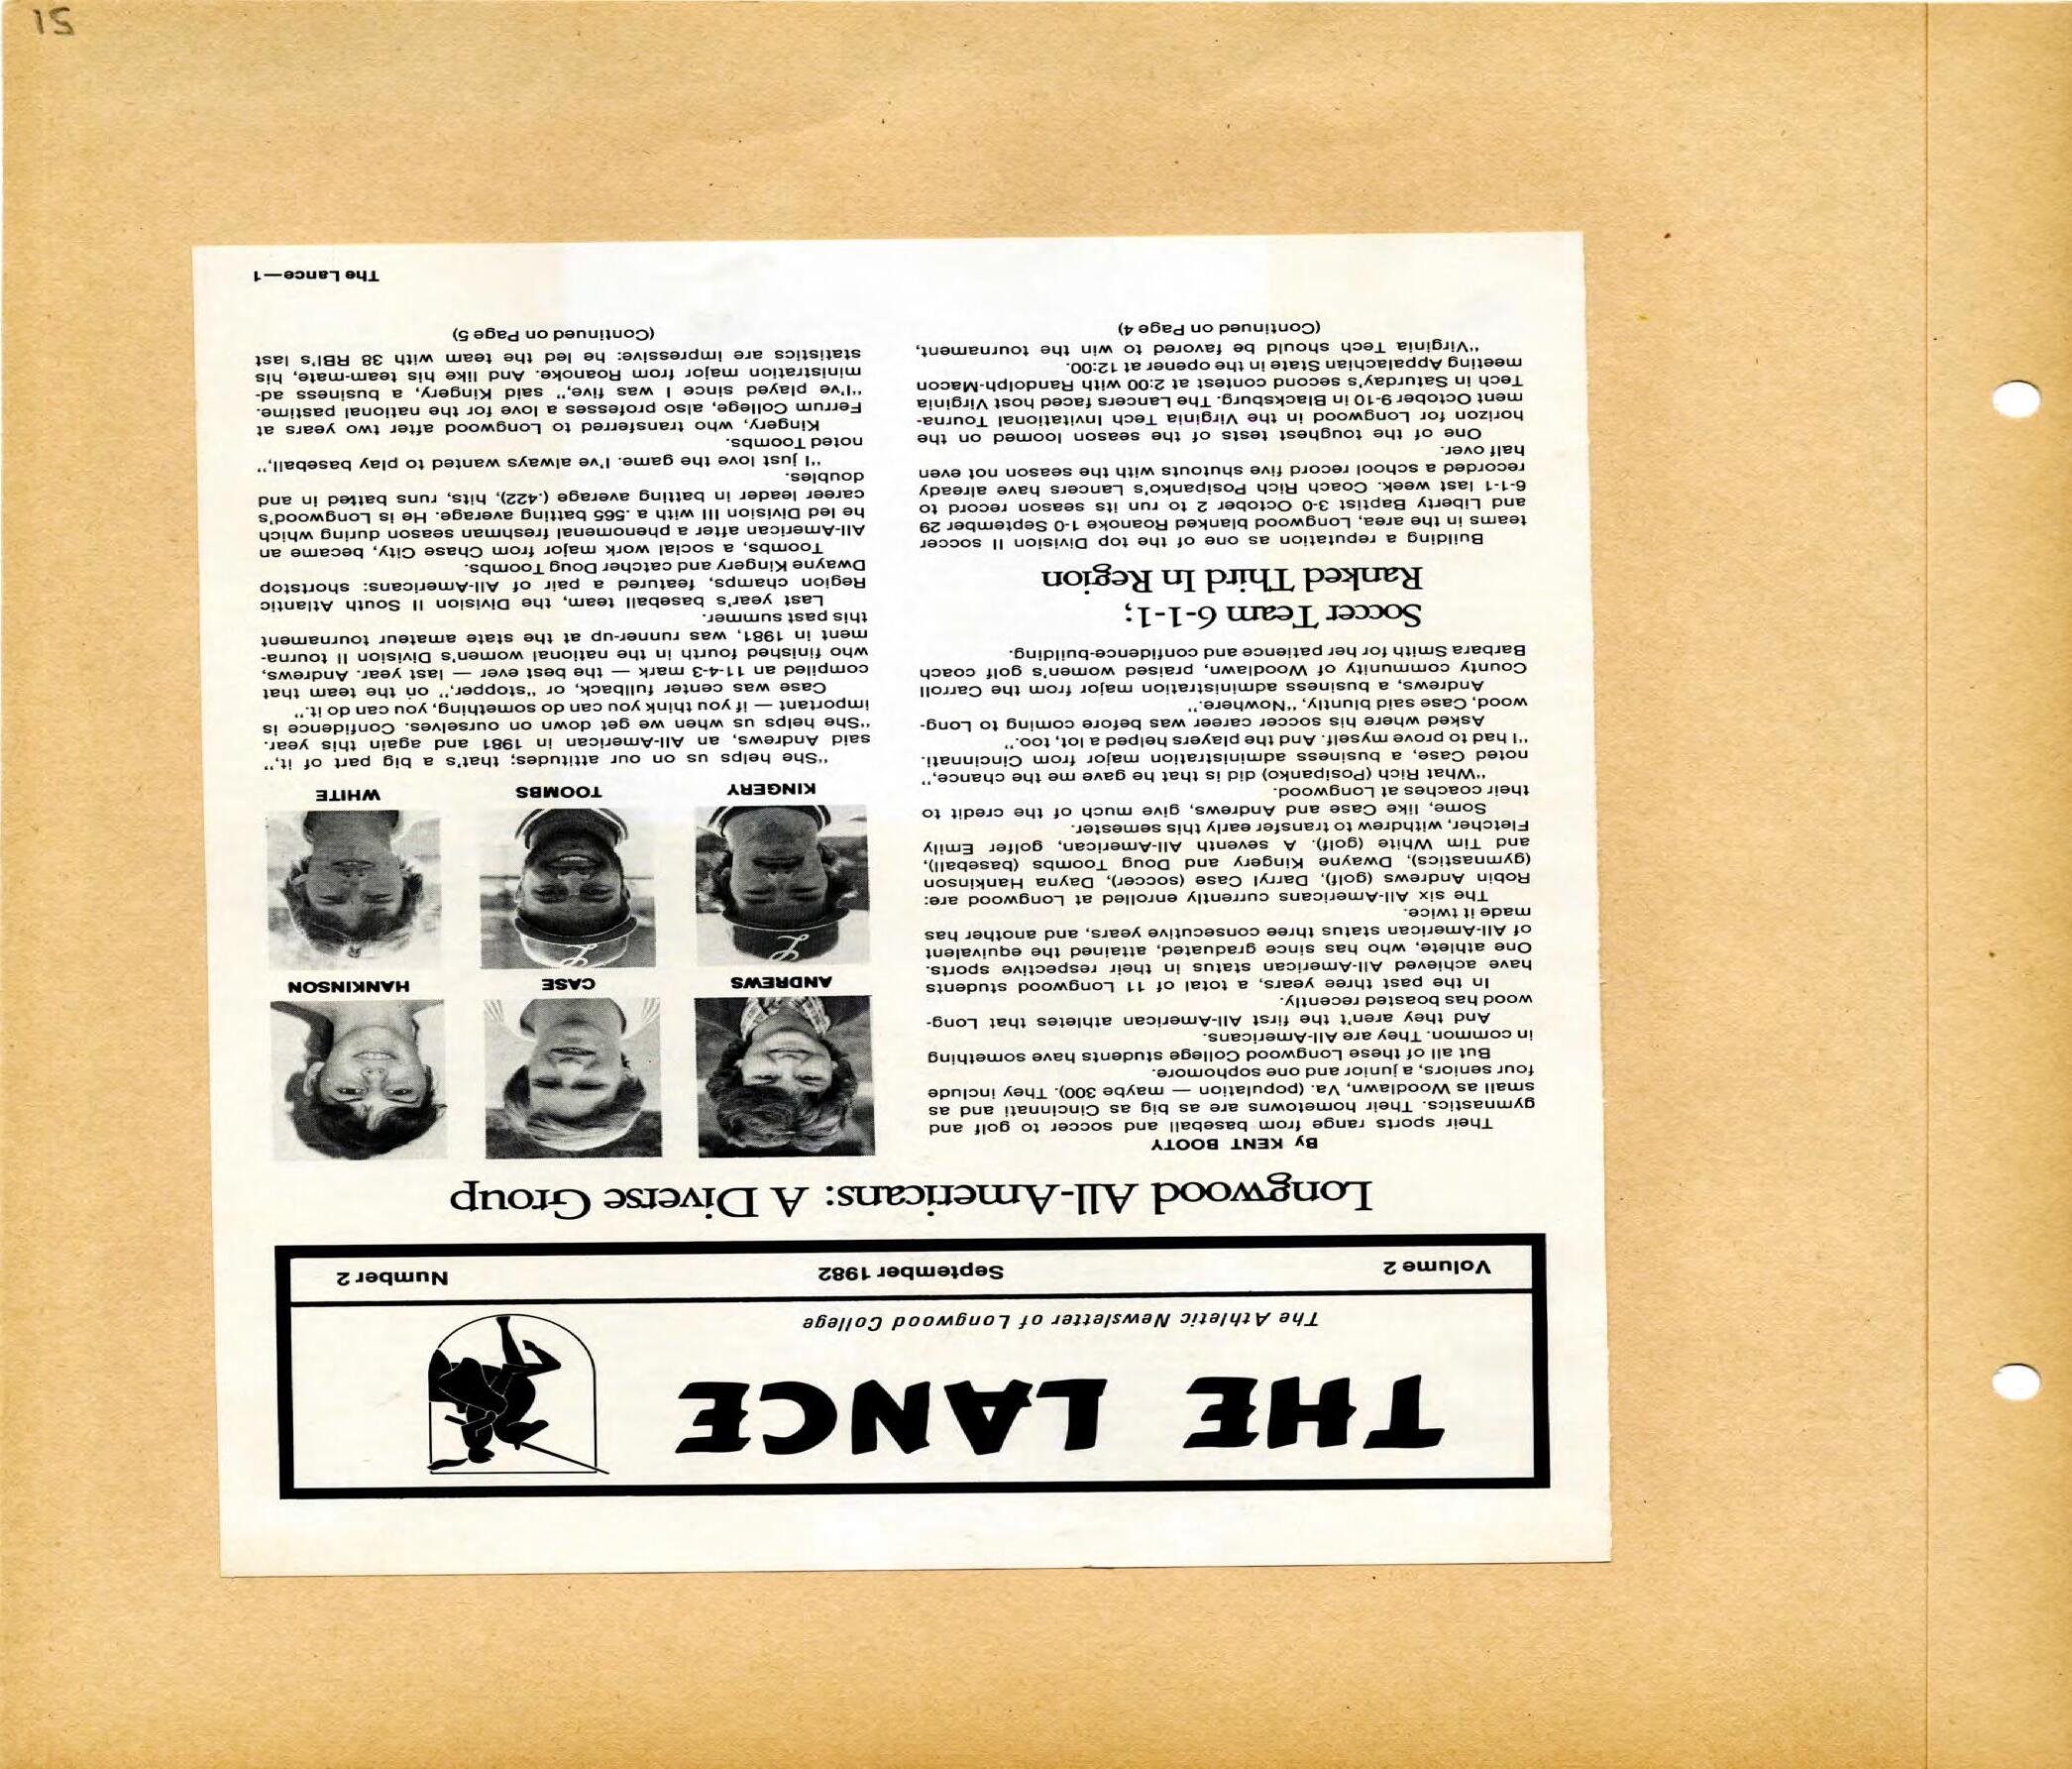 15
THE LANCE
The Athletic Newsletter of Longwood College
Volume 2 September 1982 Number 2
Longwood All-Americans: A Diverse Group
By KENT BOOTY
Their sports range from baseball and soccer to golf and
gymnastics. Their hometowns are as big as Cincinnati and as
small as Woodlawn, Va. (population — maybe 300). They include
four seniors, a junior and one sophomore.
But all of these Longwood College students have something
in common. They are All-Americans.
And they aren't the first All-American athletes that Long-
wood has boasted recently.
In the past three years, a total of 11 Longwood students
have achieved All-American status in their respective sports.
One athlete, who has since graduated, attained the equivalent
of All-American status three consecutive years, and another has
made it twice.
The six All-Americans currently enrolled at Longwood are:
Robin Andrews (golf), Darryl Case (soccer), Dayna Hankinson
(gymnastics), Dwayne Kingery and Doug Toombs (baseball),
and Tim White (golf). A seventh All-American, golfer Emily
Fletcher, withdrew to transfer early this semester.
Some, like Case and Andrews, give much of the credit to
their coaches at Longwood.
"What Rich (Posipanko) did is that he gave me the chance,"
noted Case, a business administration major from Cincinnati.
"I had to prove myself. And the players helped a lot, too."
Asked where his soccer career was before coming to Long-
wood, Case said bluntly, "Nowhere."
Andrews, a business administration major from the Carroll
County community of Woodlawn, praised women's golf coach
Barbara Smith for her patience and confidence-building.
Soccer Team 6-1-1;
Ranked Third In Region
Building a reputation as one of the top Division II soccer
teams in the area, Longwood blanked Roanoke 1-0 September 29
and Liberty Baptist 3-0 October 2 to run its season record to
6-1-1 last week. Coach Rich Posipanko's Lancers have already
recorded a school record five shutouts with the season not even
half over.
One of the toughest tests of the season loomed on the
horizon for Longwood in the Virginia Tech Invitational Tourna-
ment October 9-10 in Blacksburg. The Lancers faced host Virginia
Tech in Saturday's second contest at 2:00 with Randolph-Macon
meeting Appalachian State in the opener at 12:00.
"Virginia Tech should be favored to win the tournament,
(Continued on Page 4)
ANDREWS CASE HANKINSON
KINGERY TOOMBS WHITE
"She helps us on our attitudes; that's a big part of it,"
said Andrews, an All-American in 1981 and again this year.
"She helps us when we get down on ourselves. Confidence is
important — if you think you can do something, you can do it."
Case was center fullback, or "stopper," on the team that
compiled an 11-4-3 mark — the best ever — last year. Andrews,
who finished fourth in the national women's Division II tourna-
ment in 1981, was runner-up at the state amateur tournament
this past summer.
Last year's baseball team, the Division II South Atlantic
Region champs, featured a pair of All-Americans: shortstop
Dwayne Kingery and catcher Doug Toombs.
Toombs, a social work major from Chase City, became an
All-American after a phenomenal freshman season during which
he led Division III with a .565 batting average. He is Longwood's
career leader in batting average (.422), hits, runs batted in and
doubles.
"I just love the game. I've always wanted to play baseball,"
noted Toombs.
Kingery, who transferred to Longwood after two years at
Ferrum College, also professes a love for the national pastime.
"I've played since I was five," said Kingery, a business ad-
ministration major from Roanoke. And like his team-mate, his
statistics are impressive: he led the team with 38 RBI's last
(Continued on Page 5)
The Lance—1